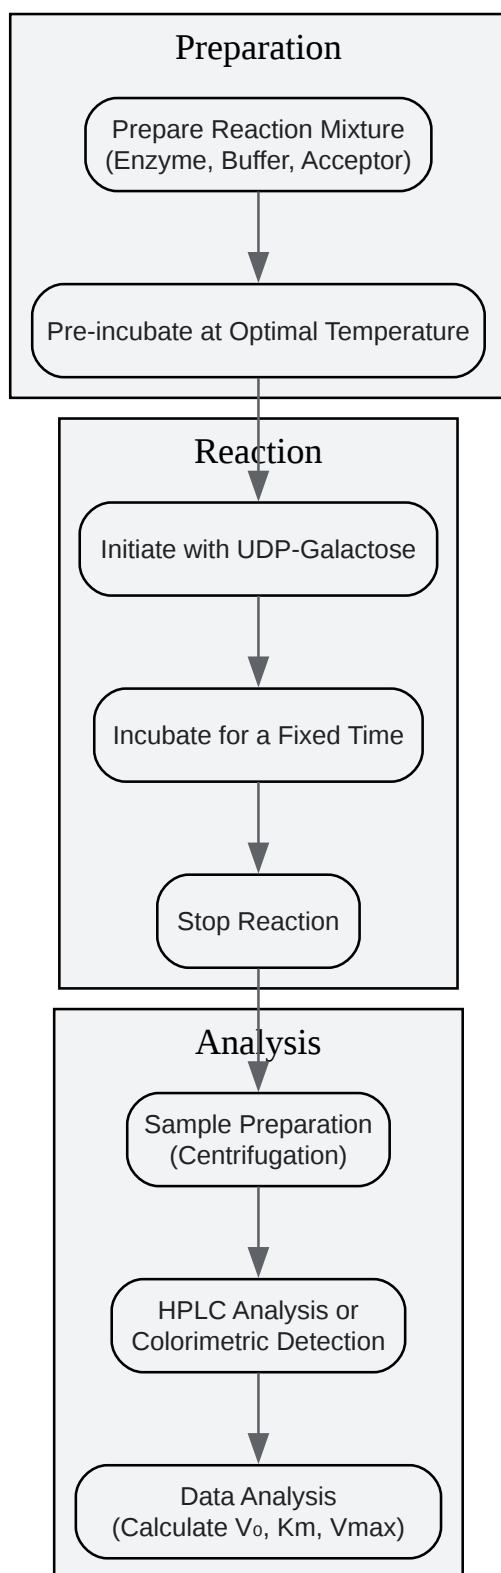 Preparation
Prepare Reaction Mixture
(Enzyme, Buffer, Acceptor)
Pre-incubate at Optimal Temperature
Reaction
Initiate with UDP-Galactose
Incubate for a Fixed Time
Stop Reaction
Analysis
Sample Preparation
(Centrifugation)
HPLC Analysis or
Colorimetric Detection
Data Analysis
(Calculate V₀, Km, Vmax)